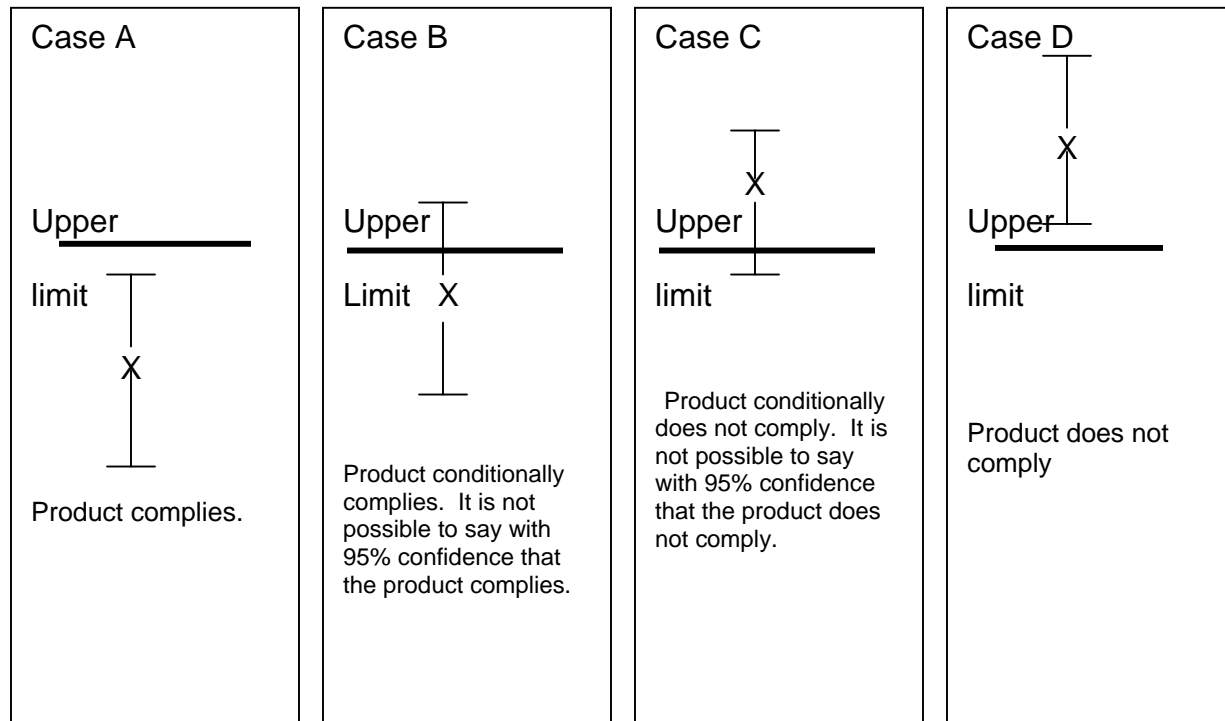 Case A
Upper
limit
X
Product complies.
Case B
Upper
Limit X
Product conditionally
complies. It is not
possible to say with
95% confidence that
the product complies.
Case C
X
Upper
limit
Product conditionally
does not comply. It is
not possible to say
with 95% confidence
that the product does
not comply.
Case D
X
Upper
limit
Product does not
comply